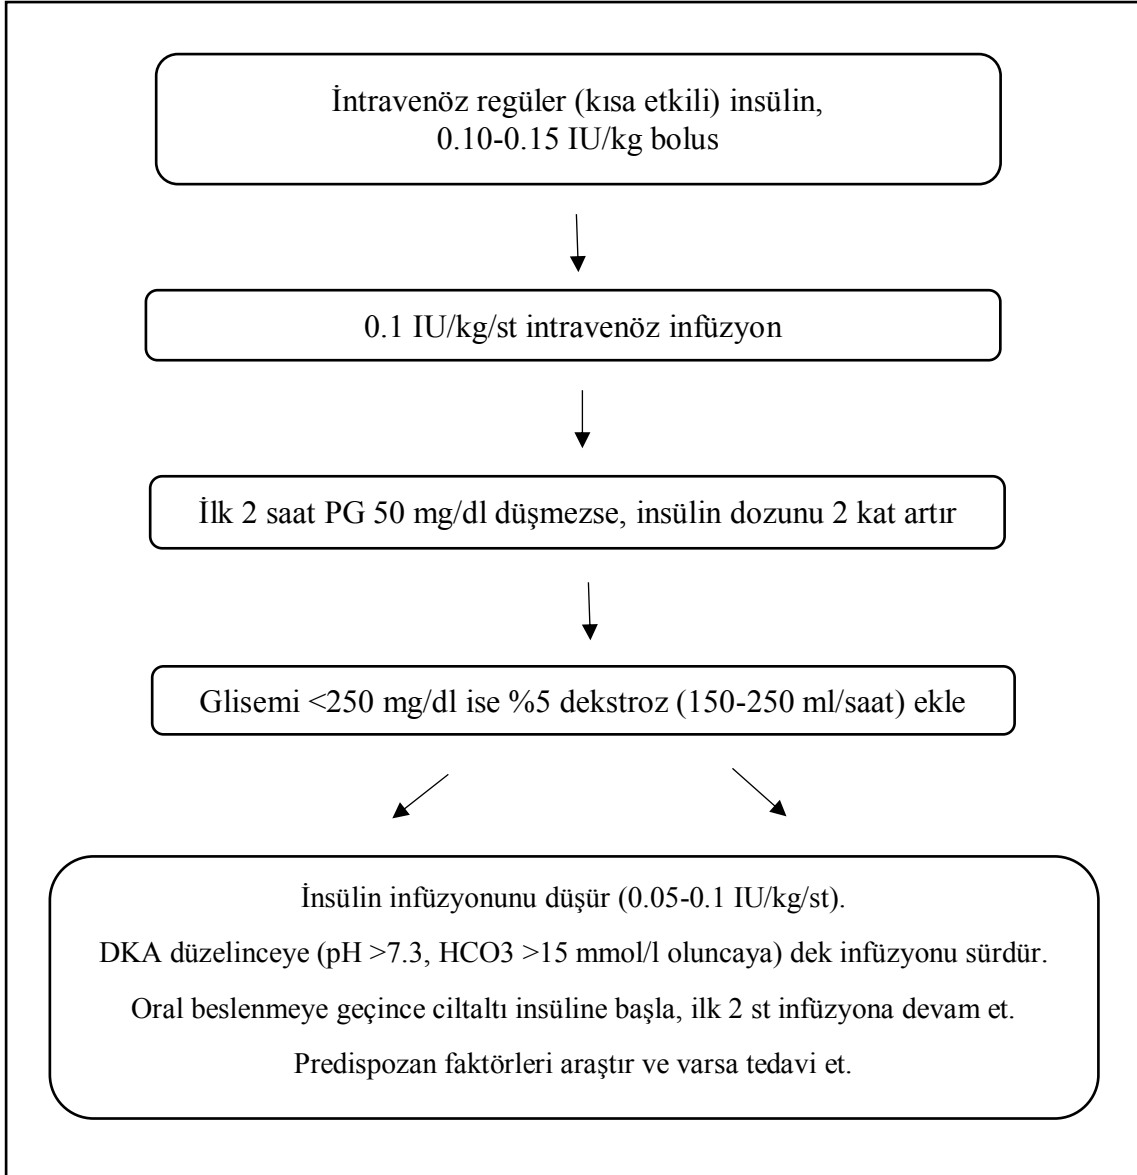 İntravenöz regüler (kısa etkili) insülin,
0.10-0.15 IU/kg bolus
0.1 IU/kg/st intravenöz infüzyon
İlk 2 saat PG 50 mg/dl düşmezse, insülin dozunu 2 kat artır
Glisemi <250 mg/dl ise %5 dekstroz (150-250 ml/saat) ekle
İnsülin infüzyonunu düşür (0.05-0.1 IU/kg/st).
DKA düzelinceye (pH >7.3, HCO3 >15 mmol/l oluncaya) dek infüzyonu sürdür.
Oral beslenmeye geçince ciltaltı insüline başla, ilk 2 st infüzyona devam et.
Predispozan faktörleri araştır ve varsa tedavi et.